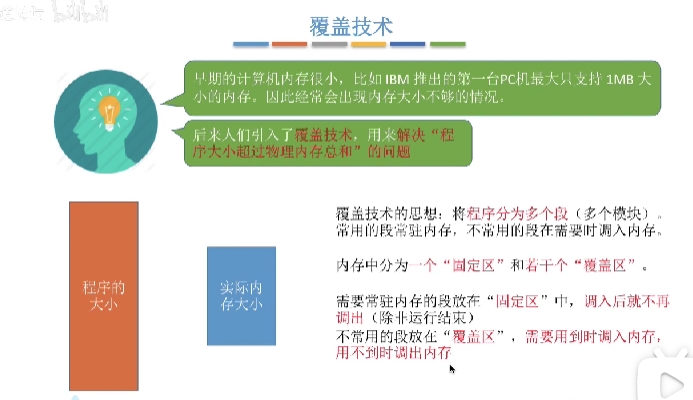 覆盖技术
早期的计算机内存很小，比如 IBM 推出的第一台PC机最大只支持 1MB 大
小的内存。因此经常会出现内存大小不够的情况。
后来人们引入了覆盖技术，用来解决“程
序大小超过物理内存总和”的问题
程序的
大小
实际内
存大小
覆盖技术的思想：将程序分为多个段（多个模块）。
常用的段常驻内存，不常用的段在需要时调入内存。
内存中分为一个“固定区”和若干个“覆盖区”。
需要常驻内存的段放在“固定区”中，调入后就不再
调出（除非运行结束）
不常用的段放在“覆盖区”，需要用到时调入内存，
用不到时调出内存